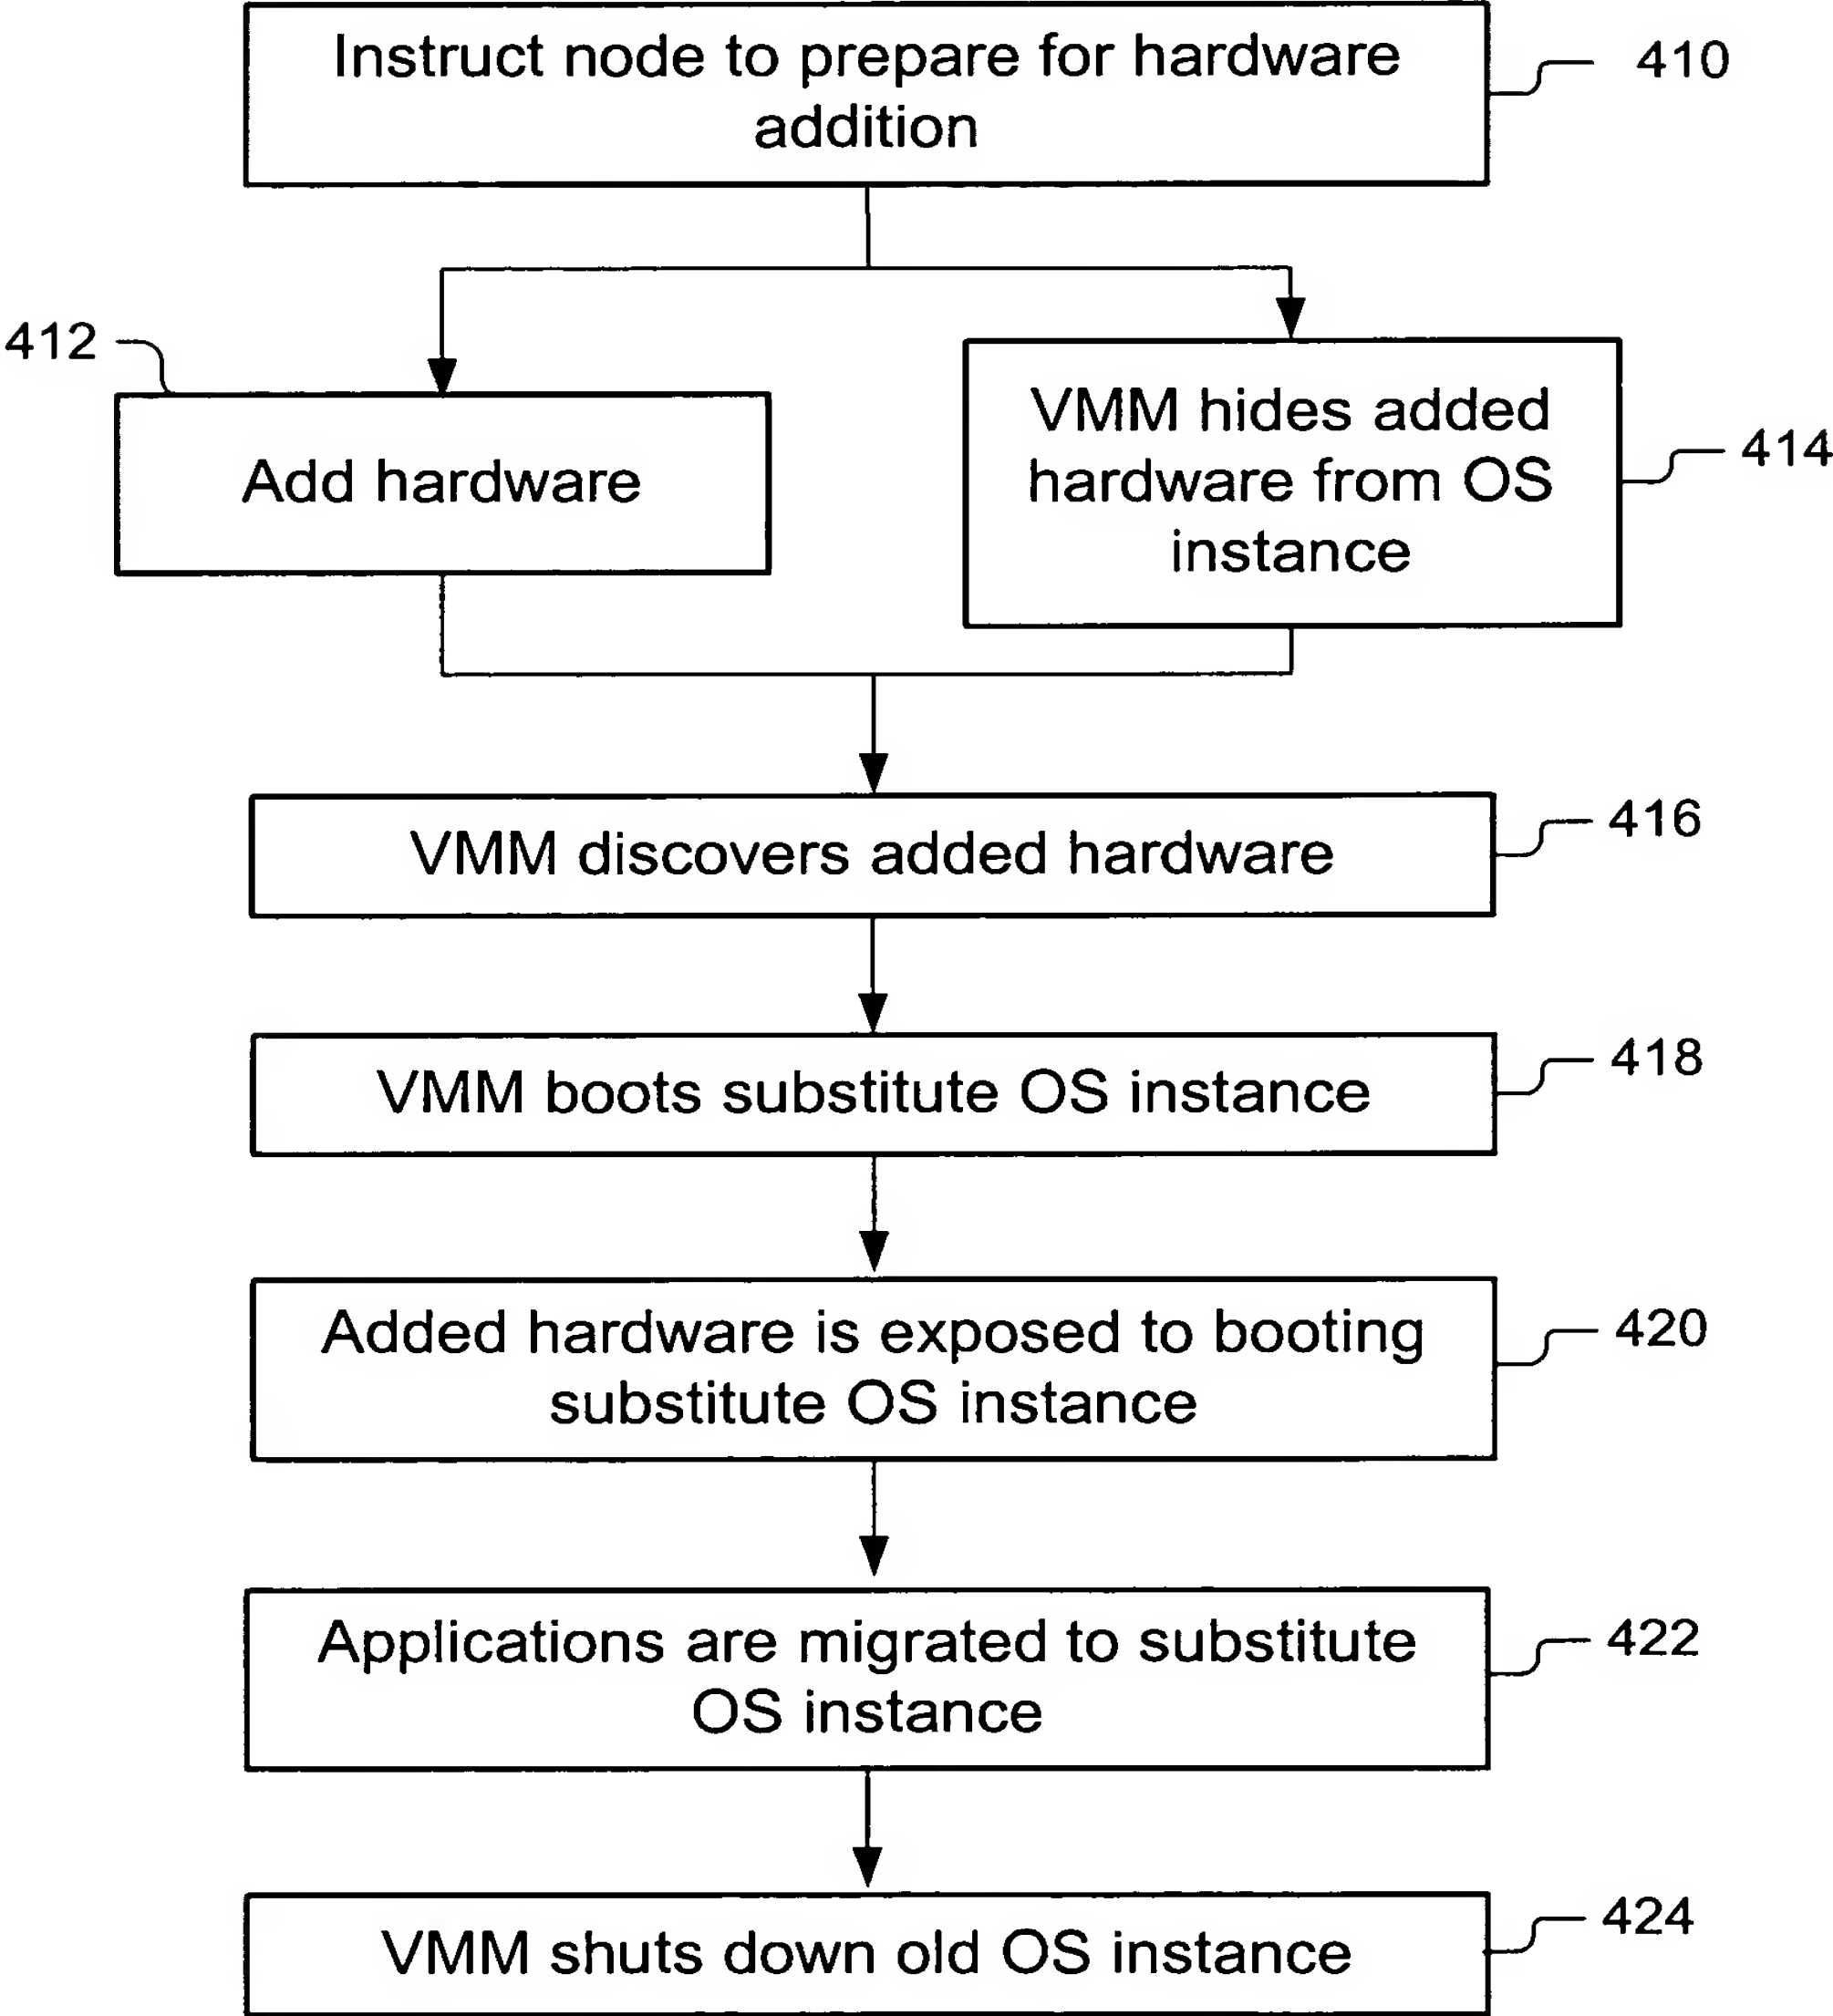 Instruct node to prepare for hardware
addition
410
412
Add hardware
VMM hides added
hardware from OS
instance
414
VMM discovers added hardware
416
VMM boots substitute OS instance
418
Added hardware is exposed to booting
substitute OS instance
420
Applications are migrated to substitute
OS instance
422
VMM shuts down old OS instance
424